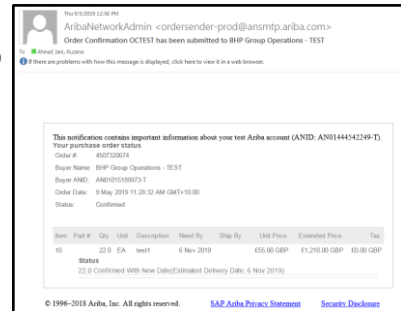 Thu 9/5/2019 12:56 PM
AribaNetworkAdmin <ordersender-prod@ansmtp.ariba.com>
Order Confirmation OCTEST has been submitted to BHP Group Operations - TEST
To Ahmad Jais, Ruzana
If there are problems with how this message is displayed, click here to view it in a web browser.
This notification contains important information about your test Ariba account (ANID: AN01444542249-T).
Your purchase order status
Order #: 4507320674
Buyer Name: BHP Group Operations - TEST
Buyer ANID: AN01015189973-T
Order Date: 9 May 2019 11:28:32 AM GMT+10:00
Status: Confirmed
Item Part # Qty Unit Description Need By Ship By Unit Price Extended Price Tax
10 22.0 EA test1 6 Nov 2019 £55.00 GBP £1,210.00 GBP £0.00 GBP
Status
22.0 Confirmed With New Date(Estimated Delivery Date: 6 Nov 2019)
© 1996–2018 Ariba, Inc. All rights reserved. SAP Ariba Privacy Statement Security Disclosure